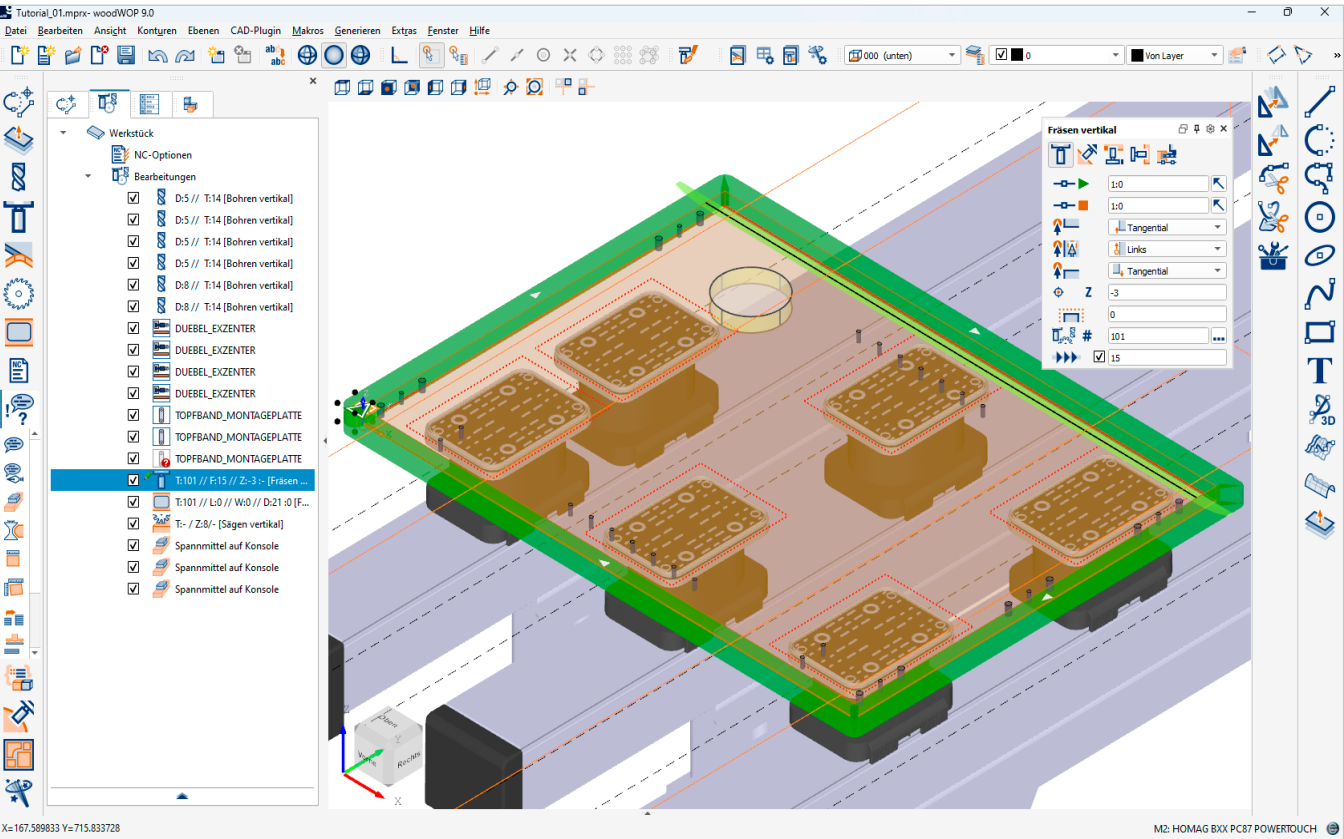 Tutorial_01.mprx- woodWOP 9.0
Datei Bearbeiten Ansicht Konturen Ebenen CAD-Plugin Makros Generieren Extras Fenster Hilfe
ab
abc
000 (unten)
0
Von Layer
»
Werkstück
NC-Optionen
Bearbeitungen
D:5 // T:14 [Bohren vertikal]
D:5 // T:14 [Bohren vertikal]
D:5 // T:14 [Bohren vertikal]
D:5 // T:14 [Bohren vertikal]
D:8 // T:14 [Bohren vertikal]
D:8 // T:14 [Bohren vertikal]
DUEBEL_EXZENTER
DUEBEL_EXZENTER
DUEBEL_EXZENTER
DUEBEL_EXZENTER
TOPFBAND_MONTAGEPLATTE
TOPFBAND_MONTAGEPLATTE
TOPFBAND_MONTAGEPLATTE
T:101 // F:15 // Z:-3 :- [Fräsen ...
T:101 // L:0 // W:0 // D:21 :0 [F...
T:- / Z:8/- [Sägen vertikal]
Spannmittel auf Konsole
Spannmittel auf Konsole
Spannmittel auf Konsole
Fräsen vertikal
1:0
1:0
Tangential
Links
Tangential
Z -3
0
# 101 ...
15
NC
T
3D
Oben
Vorne
Rechts
Z
Y
X
X=167.589833 Y=715.833728
M2: HOMAG BXX PC87 POWERTOUCH